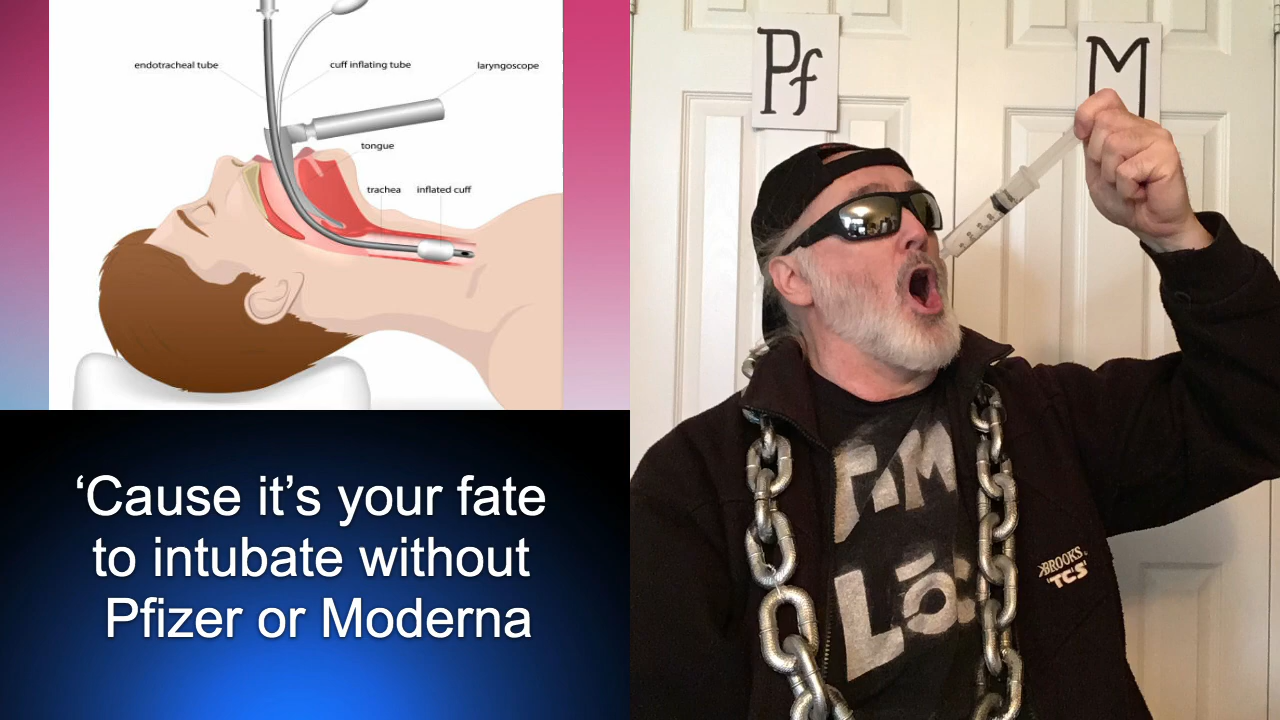 endotracheal tube
cuff inflating tube
laryngoscope
tongue
trachea
inflated cuff
'Cause it's your fate
to intubate without
Pfizer or Moderna
Pf
M
LōC
BROOKS
"TCS"